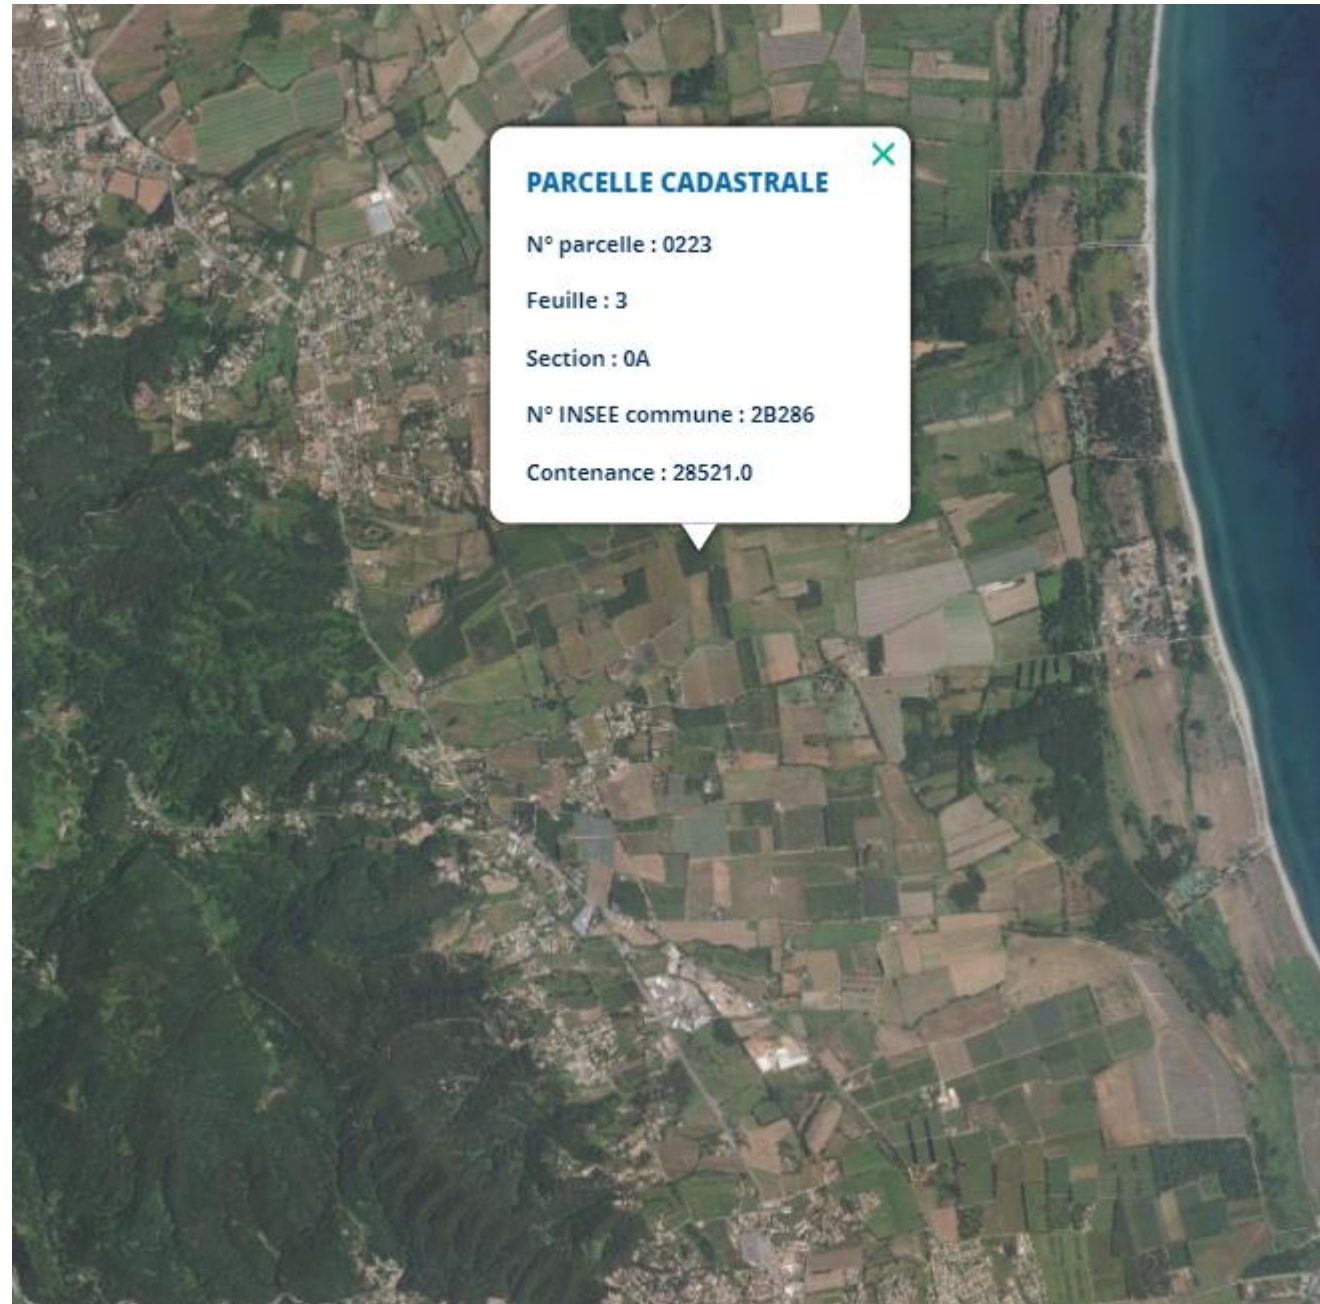 PARCELLE CADASTRALE
N° parcelle : 0223
Feuille : 3
Section : 0A
N° INSEE commune : 2B286
Contenance : 28521.0